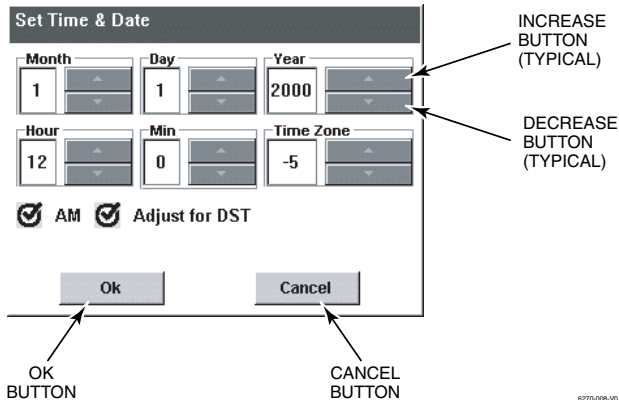 Set Time & Date
INCREASE
BUTTON
(TYPICAL)
Month Day Year
1 1 2000
DECREASE
BUTTON
(TYPICAL)
Hour Min Time Zone
12 0 -5
AM Adjust for DST
Ok Cancel
OK
BUTTON
CANCEL
BUTTON
6270-008-V0